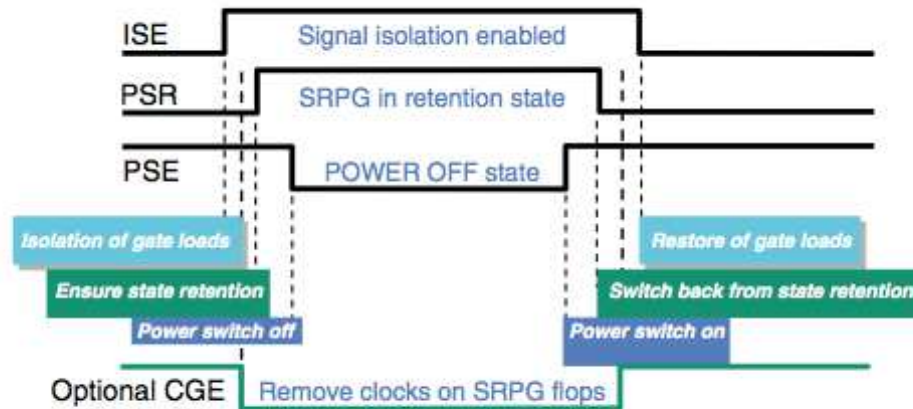 ISE Signal isolation enabled
PSR SRPG in retention state
PSE POWER OFF state
Isolation of gate loads Restore of gate loads
Ensure state retention Switch back from state retention
Power switch off Power switch on
Optional CGE Remove clocks on SRPG flops